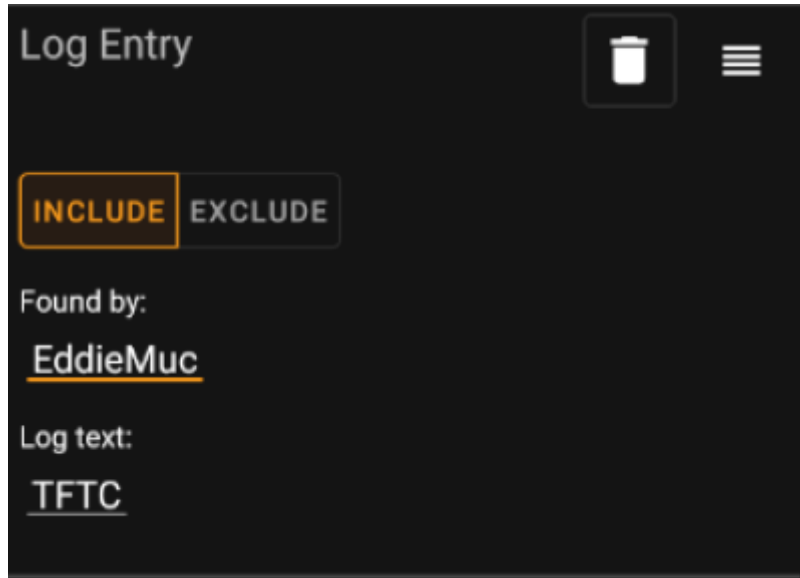 Log Entry
INCLUDE EXCLUDE
Found by:
EddieMuc
Log text:
TFTC